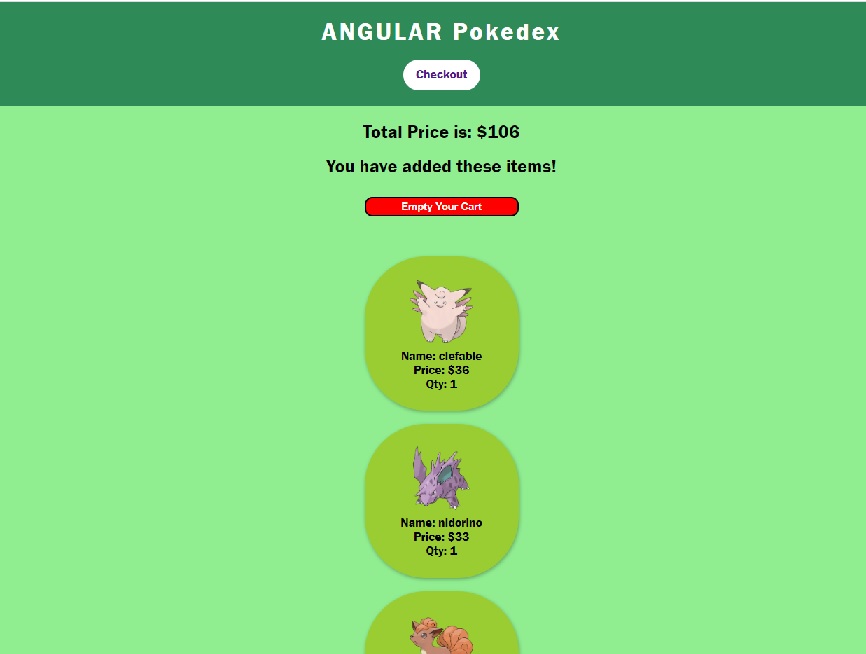 ANGULAR Pokedex
Checkout
Total Price is: $106
You have added these items!
Empty Your Cart
Name: clefable
Price: $36
Qty: 1
Name: nidorino
Price: $33
Qty: 1